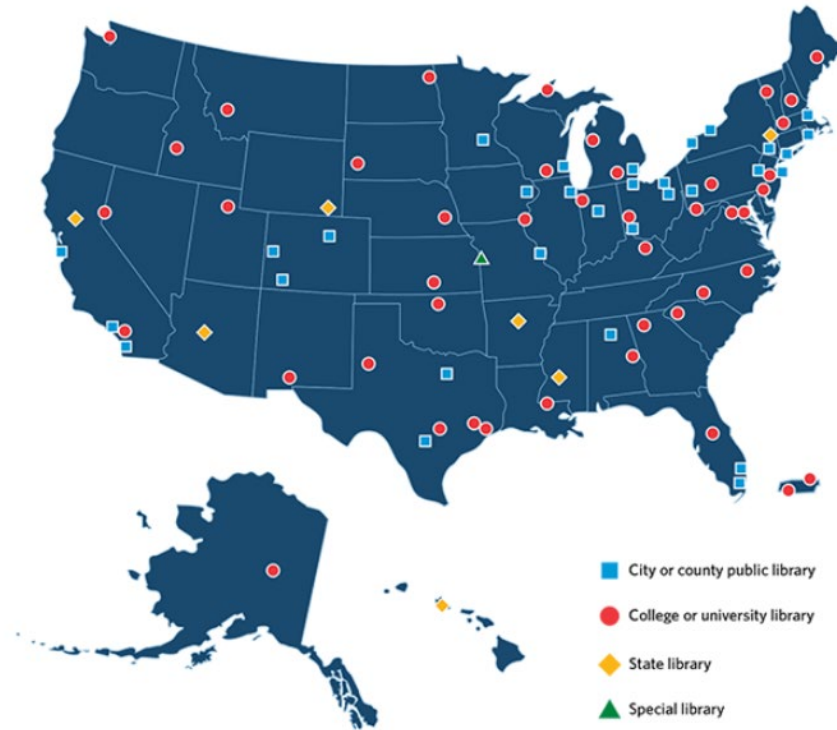 City or county public library
College or university library
State library
Special library